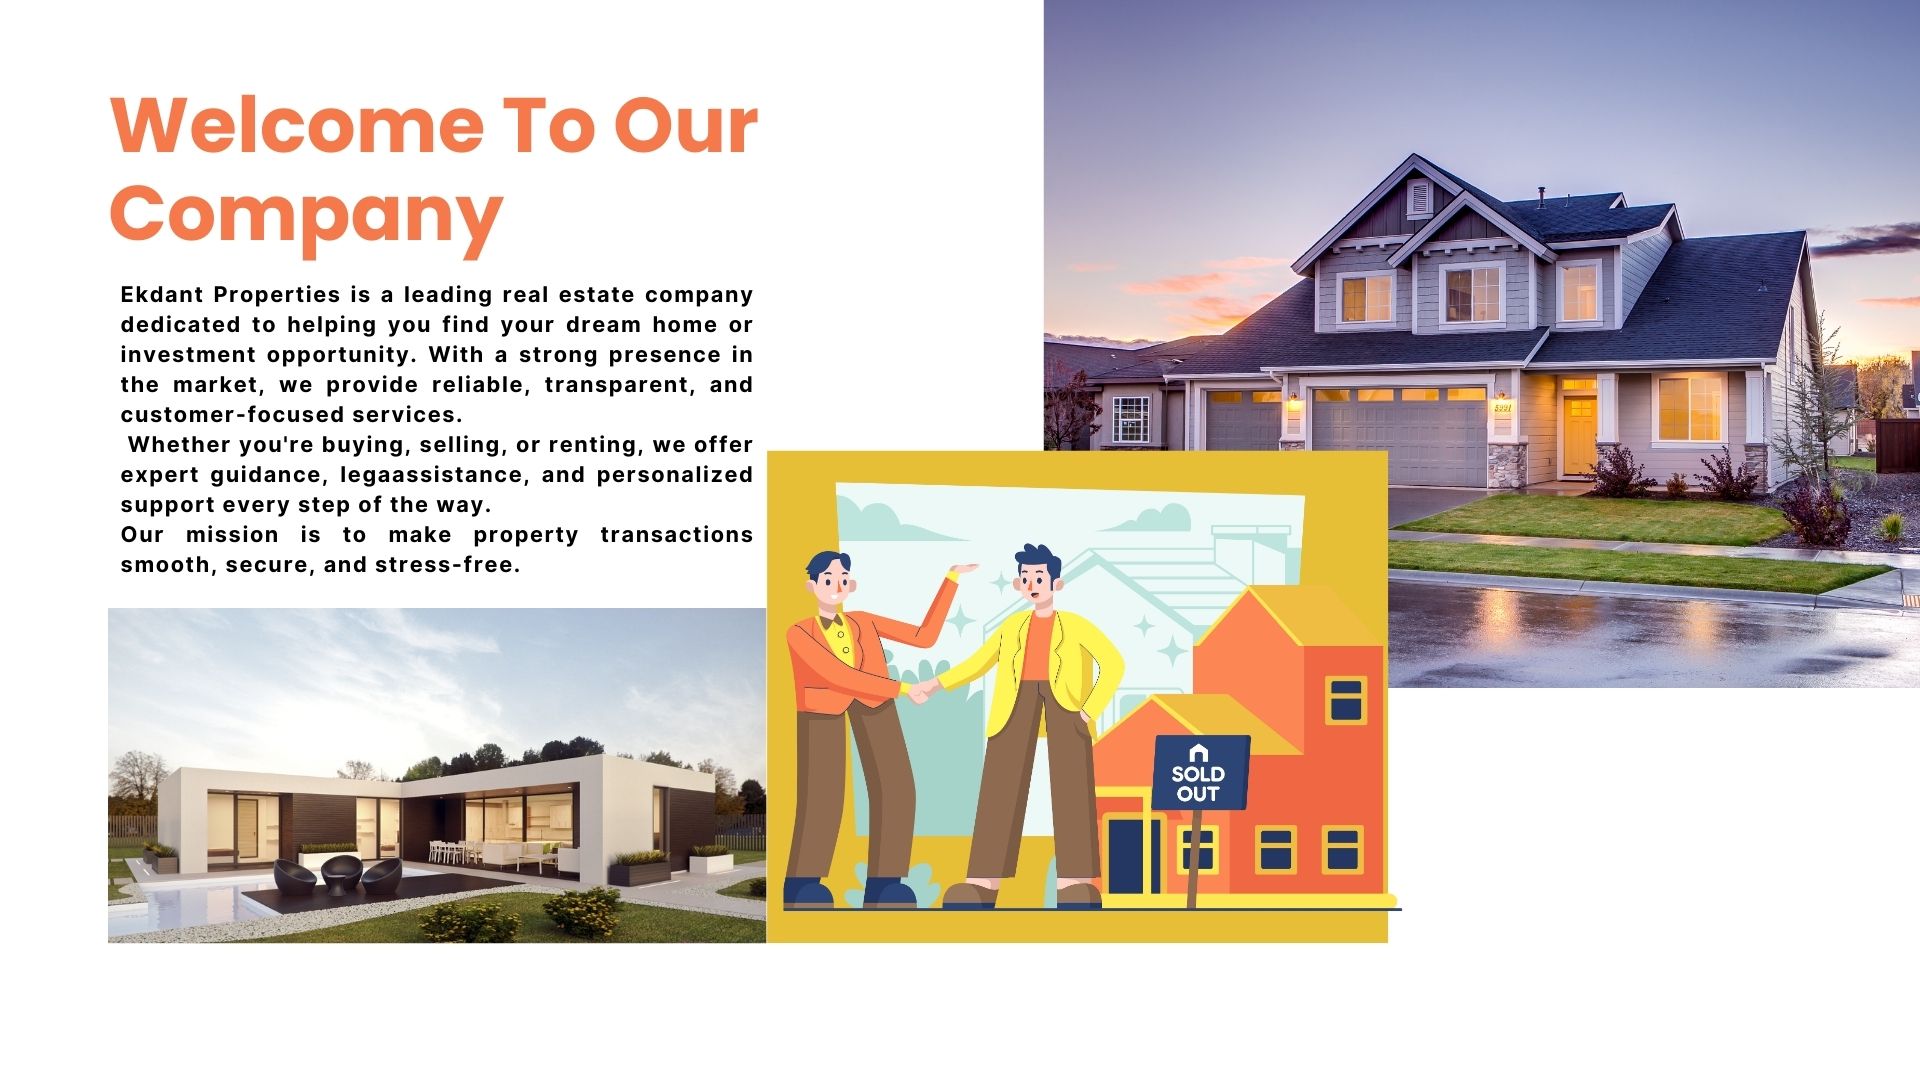 Welcome To Our
Company
Ekdant Properties is a leading real estate company
dedicated to helping you find your dream home or
investment opportunity. With a strong presence in
the market, we provide reliable, transparent, and
customer-focused services.
Whether you're buying, selling, or renting, we offer
expert guidance, legaassistance, and personalized
support every step of the way.
Our mission is to make property transactions
smooth, secure, and stress-free.
SOLD
OUT